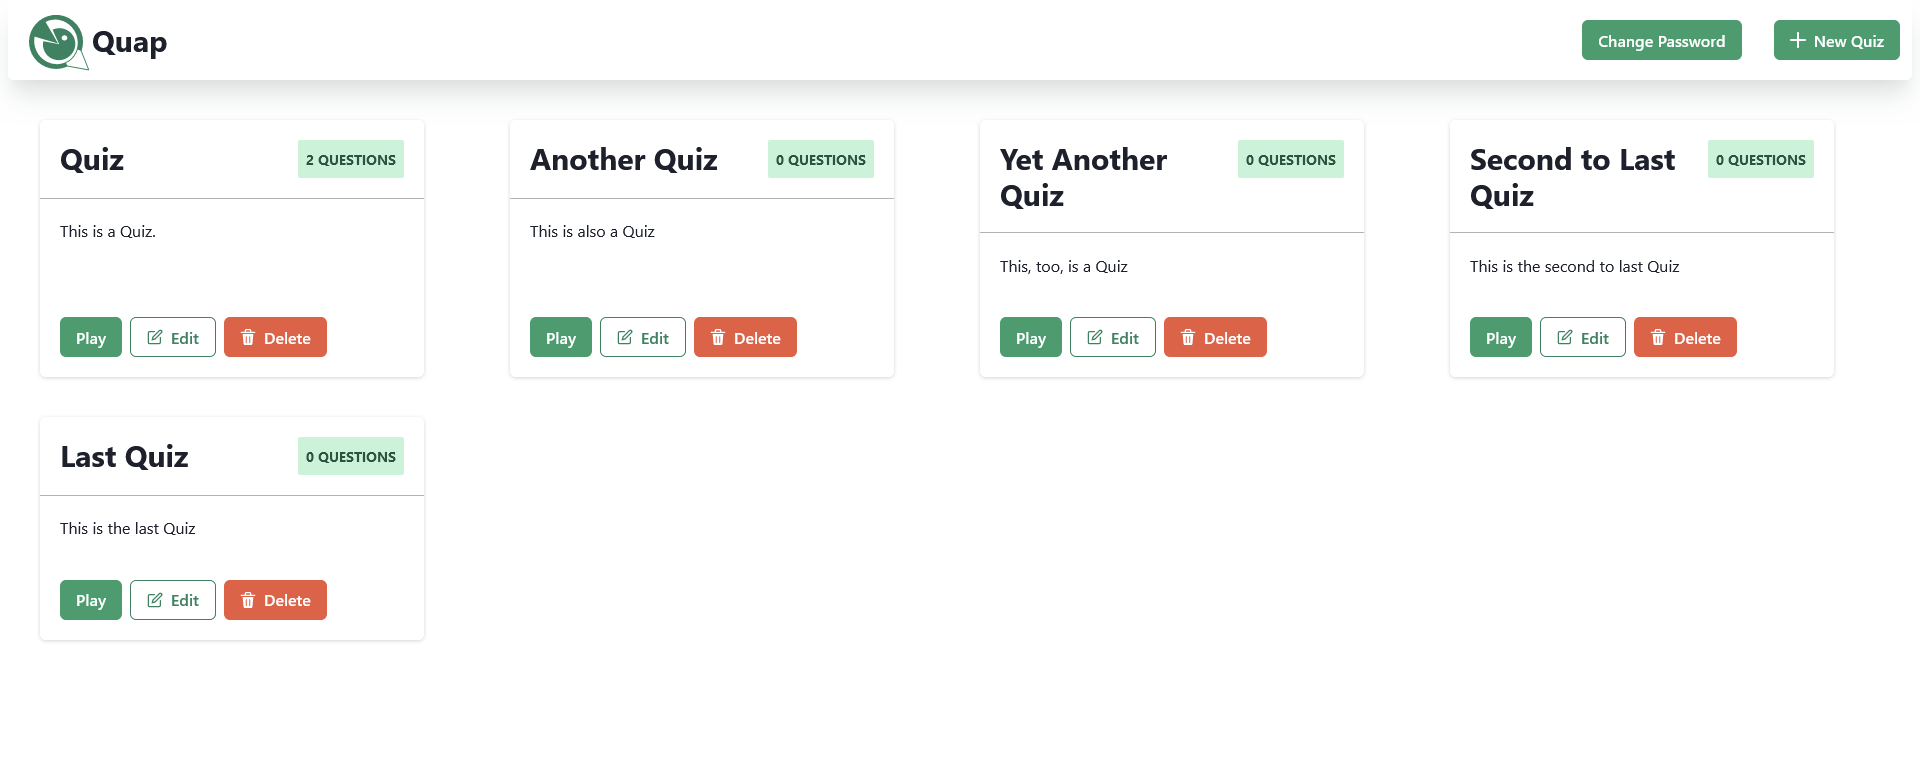 Quap
Change Password
New Quiz
Quiz
2 QUESTIONS
This is a Quiz.
Play
Edit
Delete
Another Quiz
0 QUESTIONS
This is also a Quiz
Play
Edit
Delete
Yet Another
Quiz
0 QUESTIONS
This, too, is a Quiz
Play
Edit
Delete
Second to Last
Quiz
0 QUESTIONS
This is the second to last Quiz
Play
Edit
Delete
Last Quiz
0 QUESTIONS
This is the last Quiz
Play
Edit
Delete